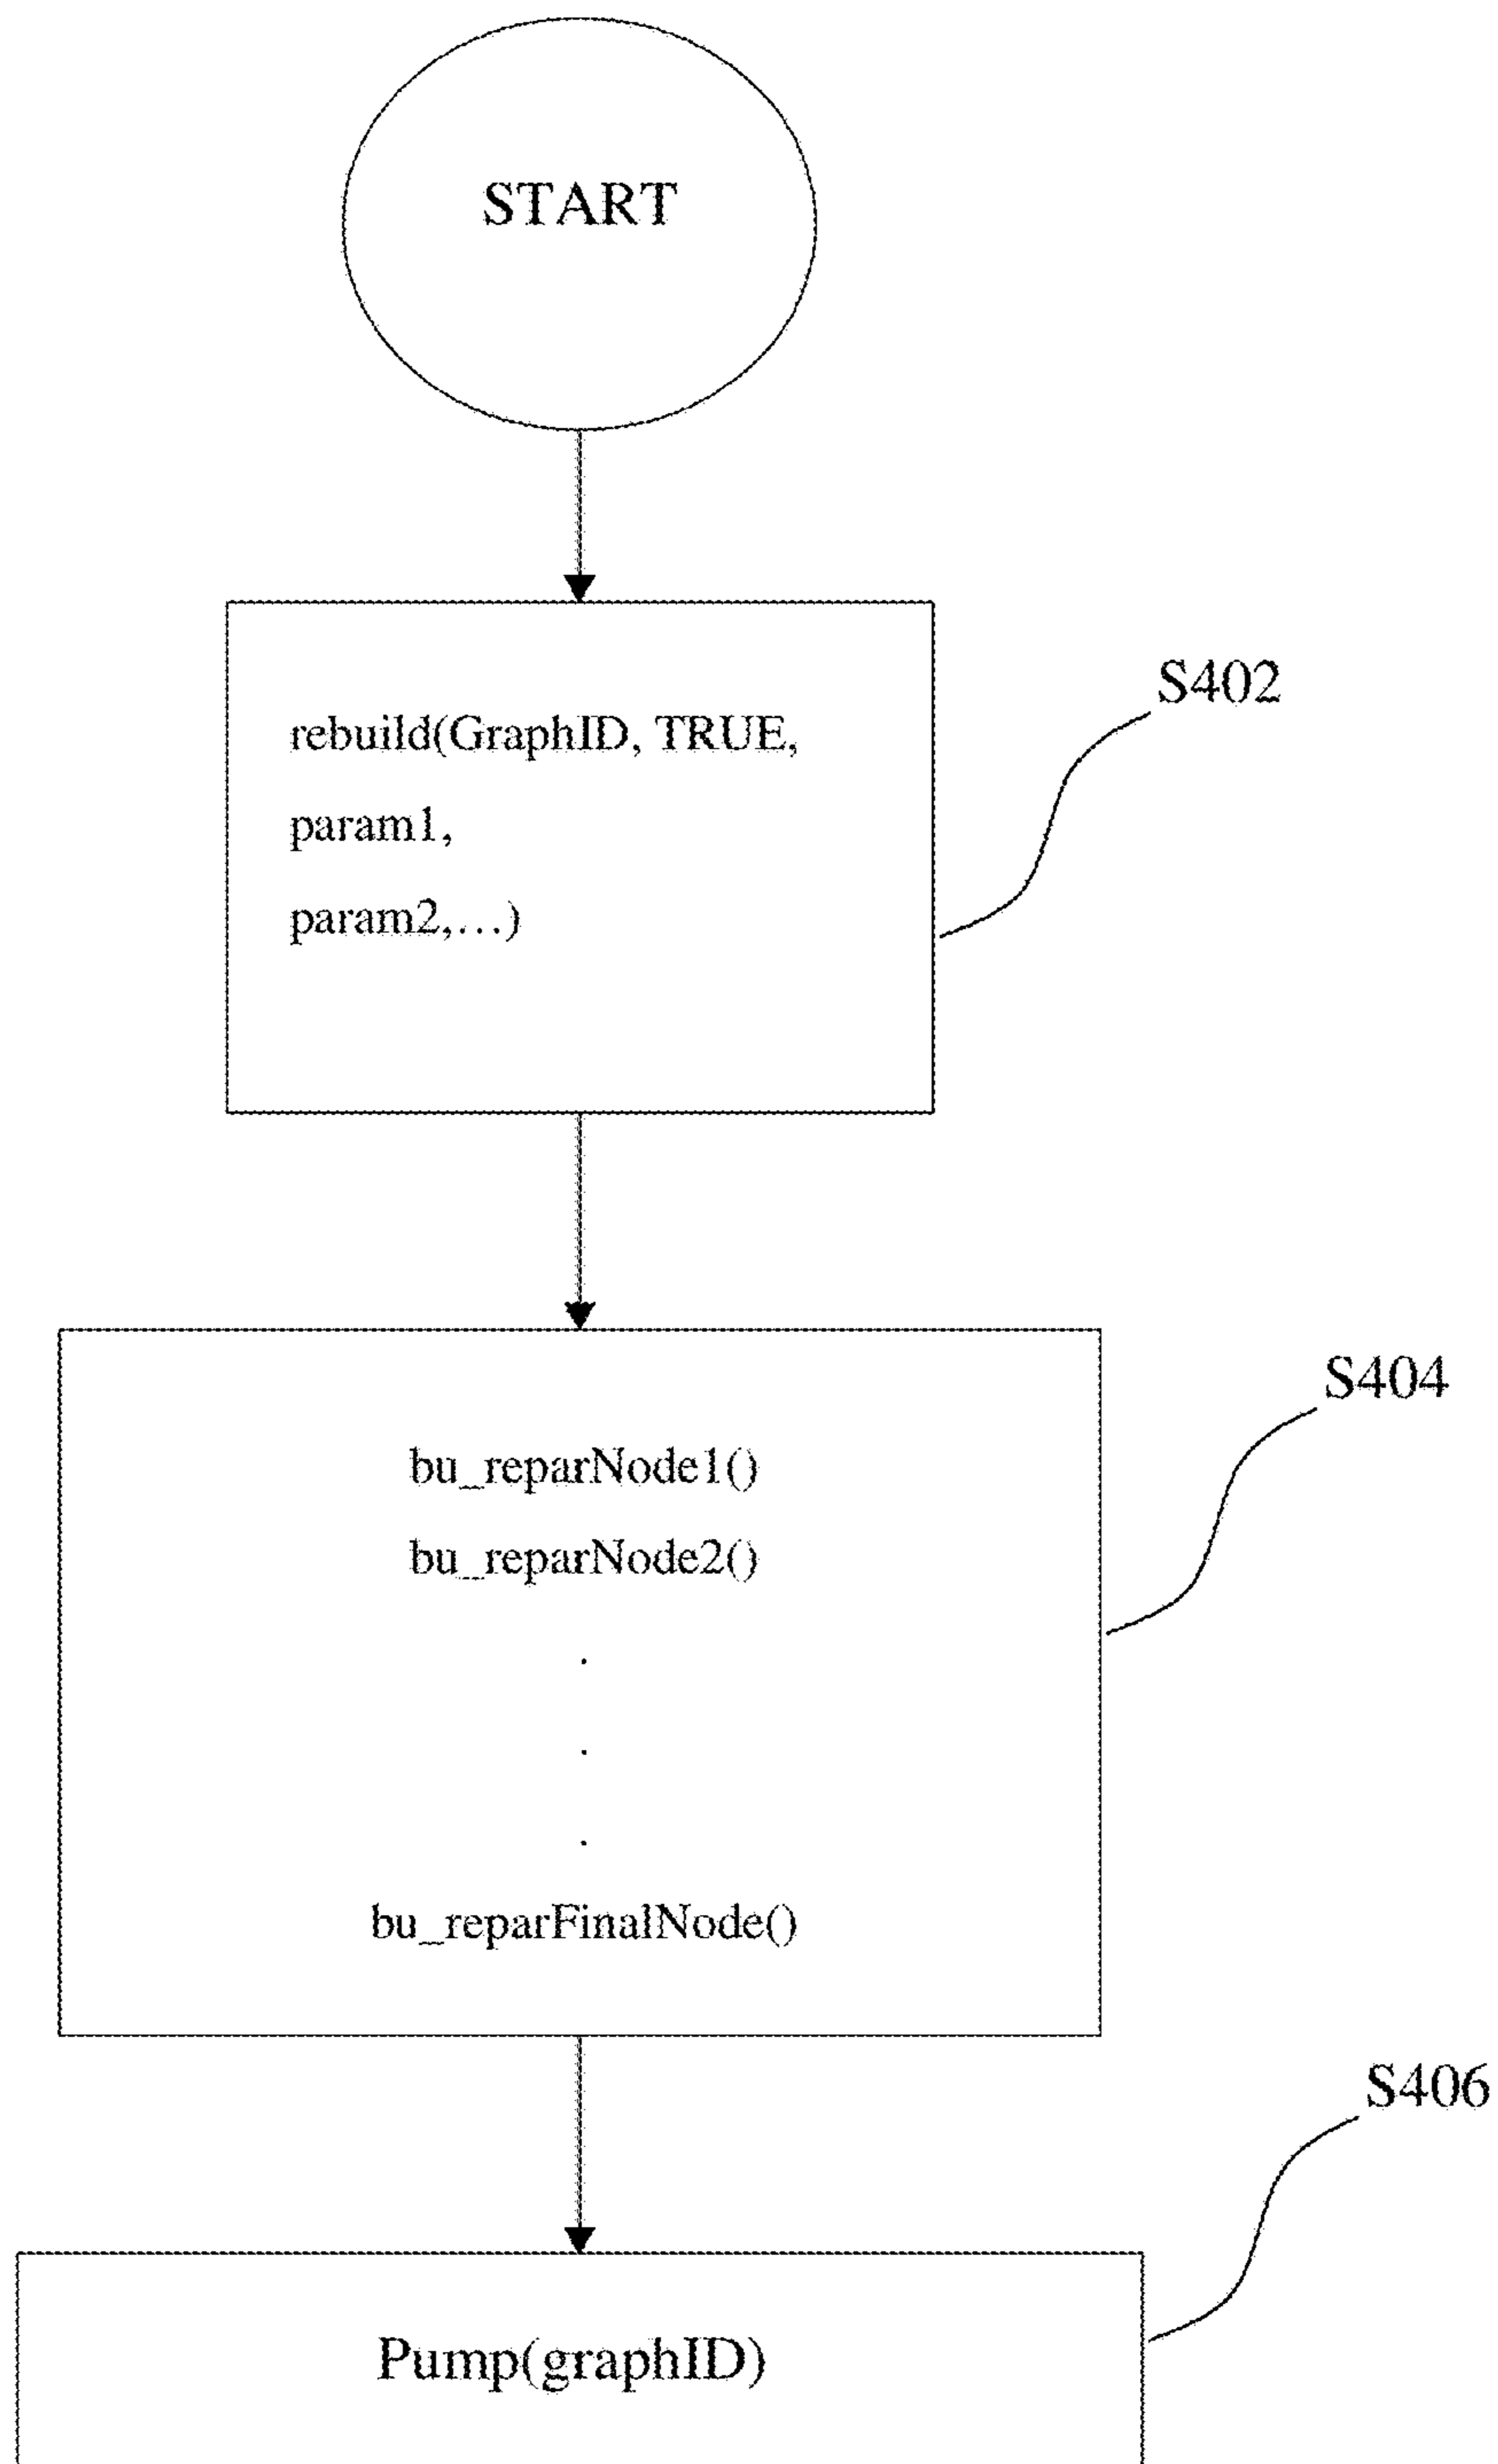 START
rebuild(GraphID, TRUE,
param1,
param2,...)
S402
bu_reparNode1()
bu_reparNode2()
.
.
.
bu_reparFinalNode()
S404
Pump(graphID)
S406